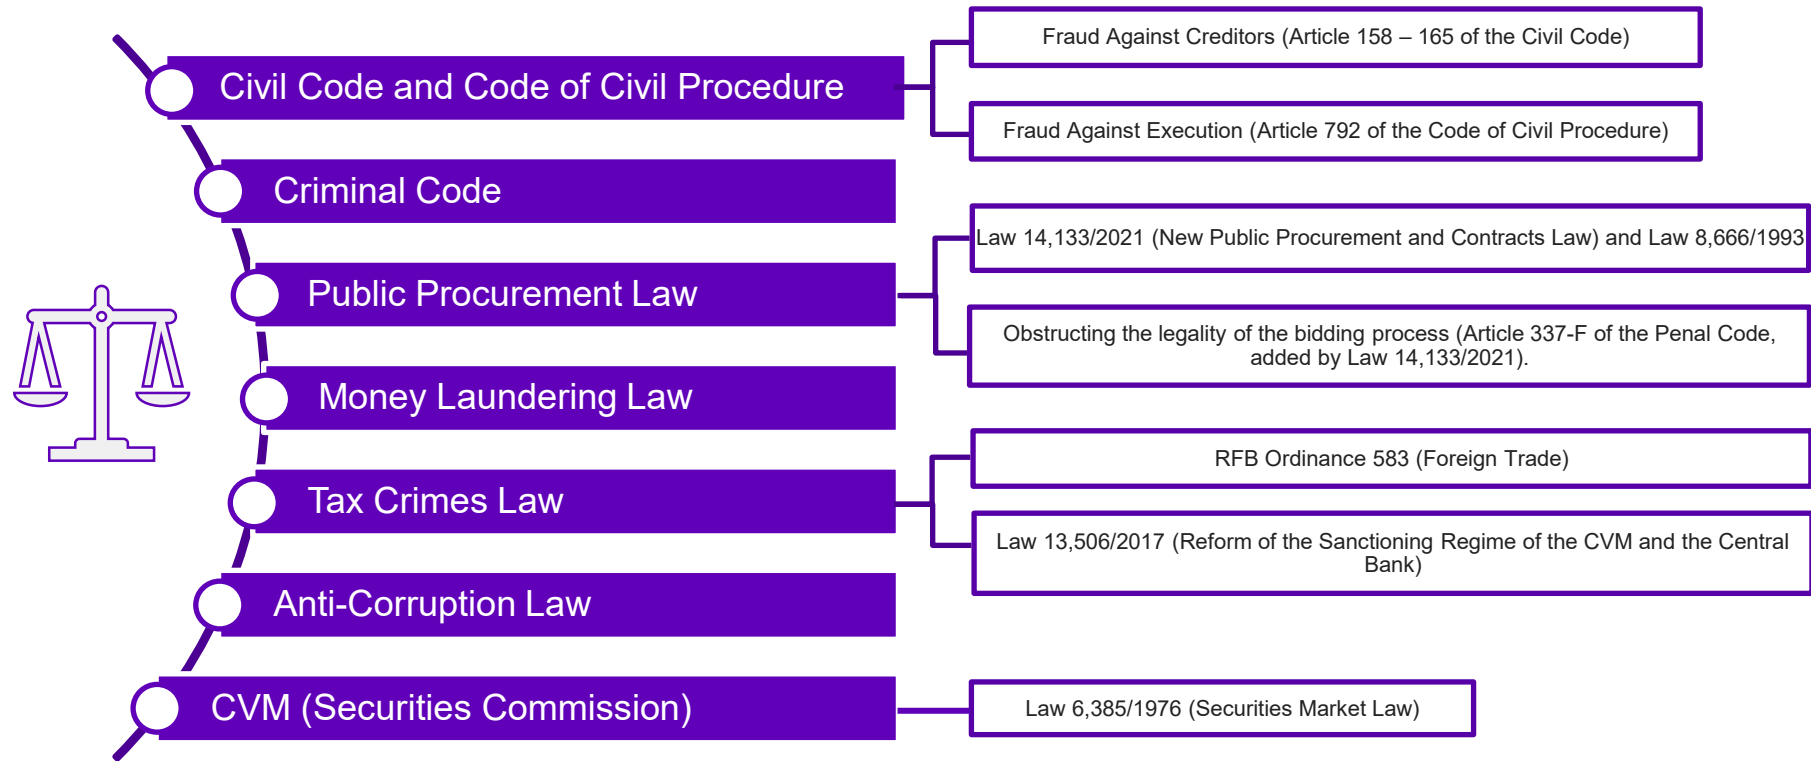 Civil Code and Code of Civil Procedure
Fraud Against Creditors (Article 158 – 165 of the Civil Code)
Fraud Against Execution (Article 792 of the Code of Civil Procedure)
Criminal Code
Public Procurement Law
Law 14,133/2021 (New Public Procurement and Contracts Law) and Law 8,666/1993
Obstructing the legality of the bidding process (Article 337-F of the Penal Code,
added by Law 14,133/2021).
Money Laundering Law
Tax Crimes Law
RFB Ordinance 583 (Foreign Trade)
Law 13,506/2017 (Reform of the Sanctioning Regime of the CVM and the Central
Bank)
Anti-Corruption Law
CVM (Securities Commission)
Law 6,385/1976 (Securities Market Law)